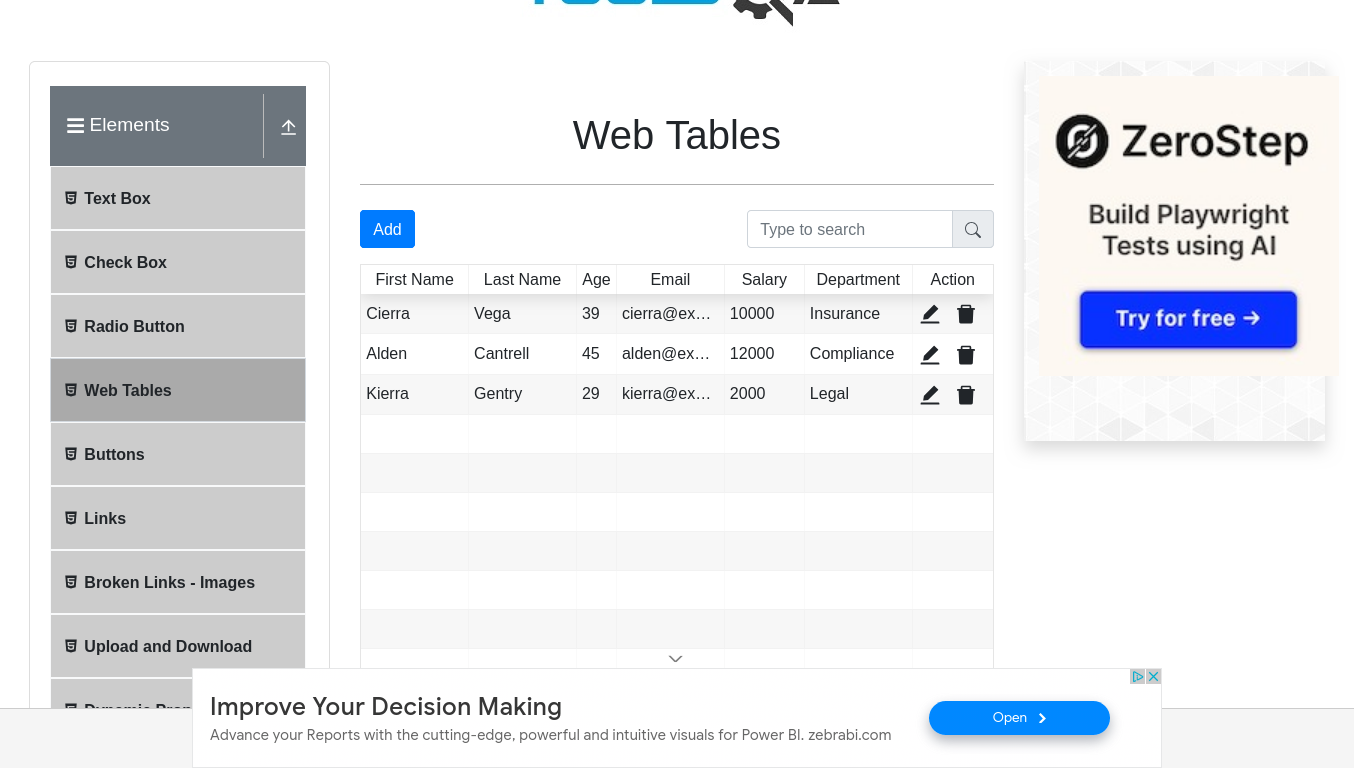 Elements
Text Box
Check Box
Radio Button
Web Tables
Buttons
Links
Broken Links - Images
Upload and Download
Web Tables
Add
Type to search
First Name Last Name Age Email Salary Department Action
Cierra Vega 39 cierra@ex... 10000 Insurance
Alden Cantrell 45 alden@ex... 12000 Compliance
Kierra Gentry 29 kierra@ex... 2000 Legal
ZeroStep
Build Playwright
Tests using AI
Try for free →
Improve Your Decision Making
Advance your Reports with the cutting-edge, powerful and intuitive visuals for Power BI. zebrabi.com
Open